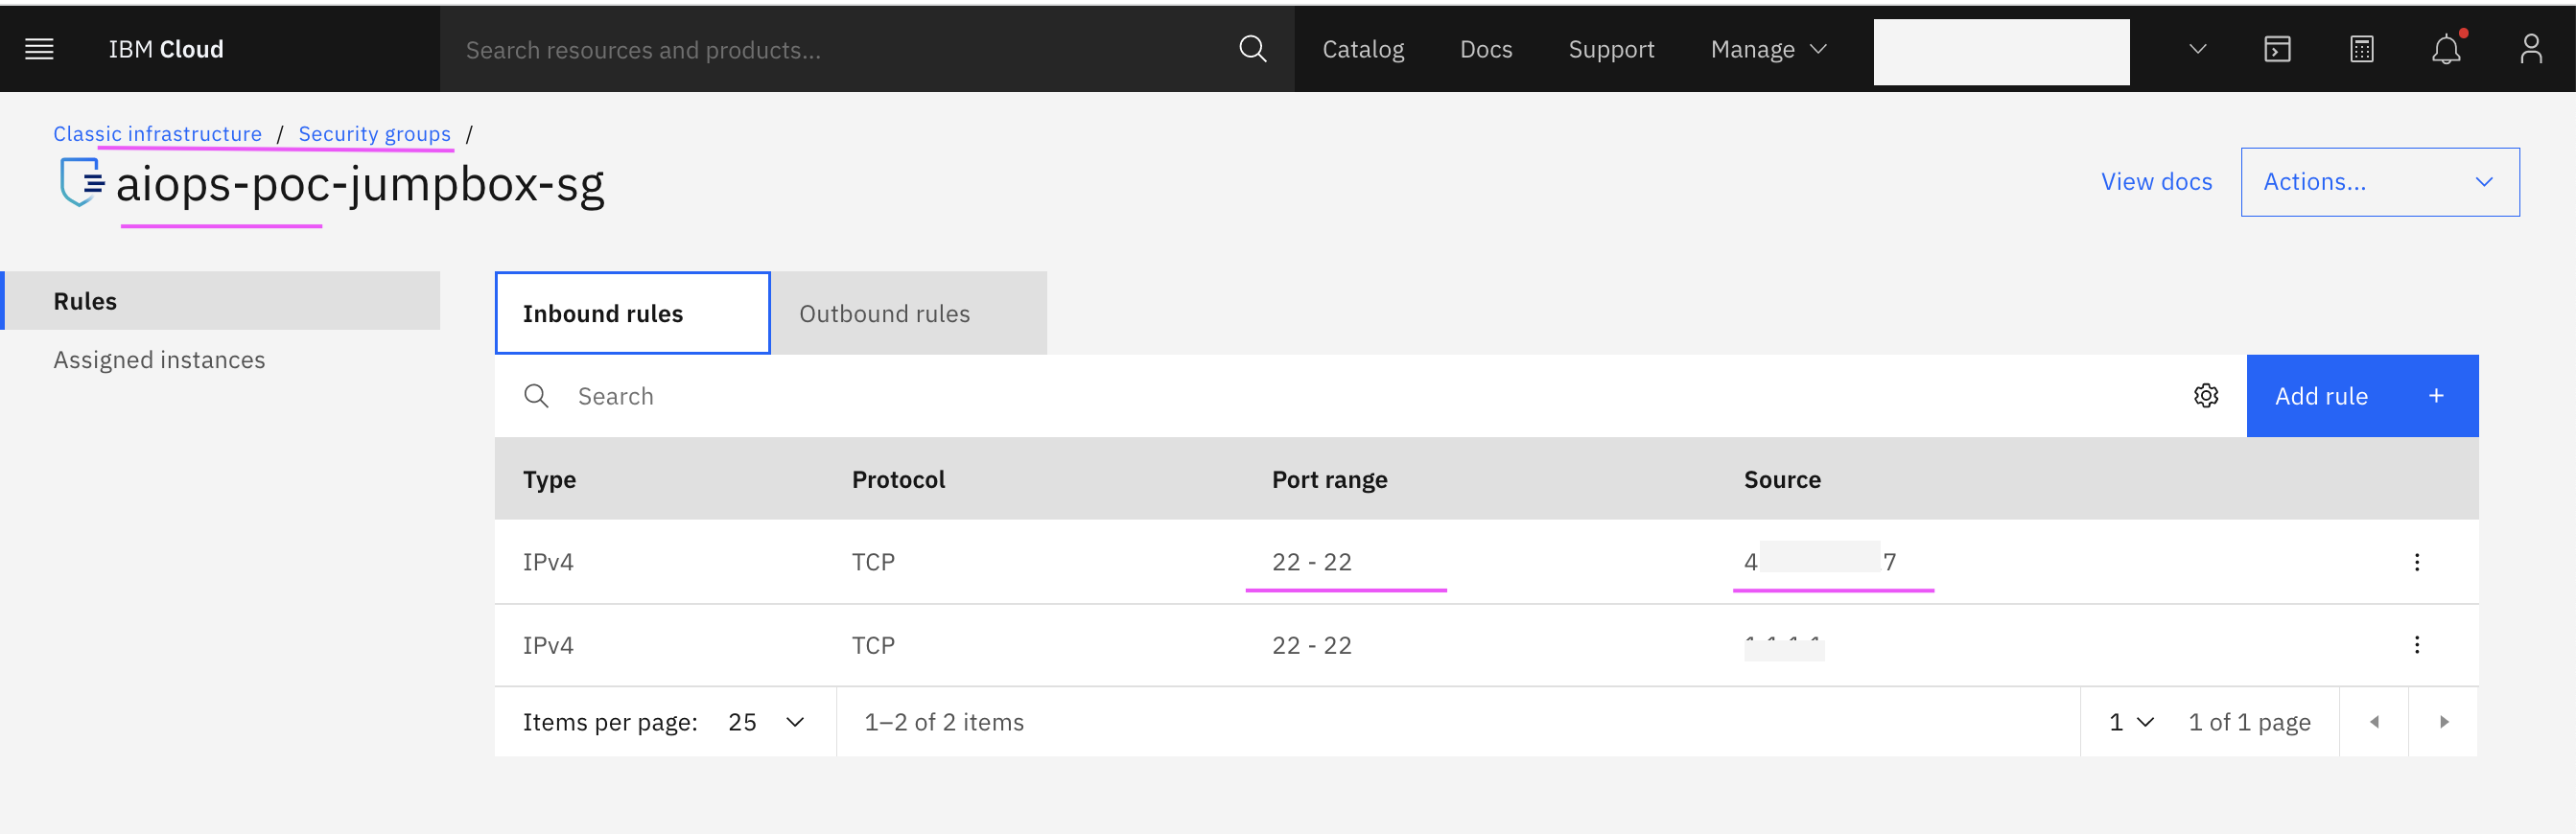 IBM Cloud Search resources and products... Catalog Docs Support Manage
Classic infrastructure / Security groups /
aiops-poc-jumpbox-sg
View docs Actions...
Rules
Assigned instances
Inbound rules Outbound rules
Search Add rule +
Type Protocol Port range Source
IPv4 TCP 22 - 22 4 7
IPv4 TCP 22 - 22
Items per page: 25 1–2 of 2 items 1 1 of 1 page